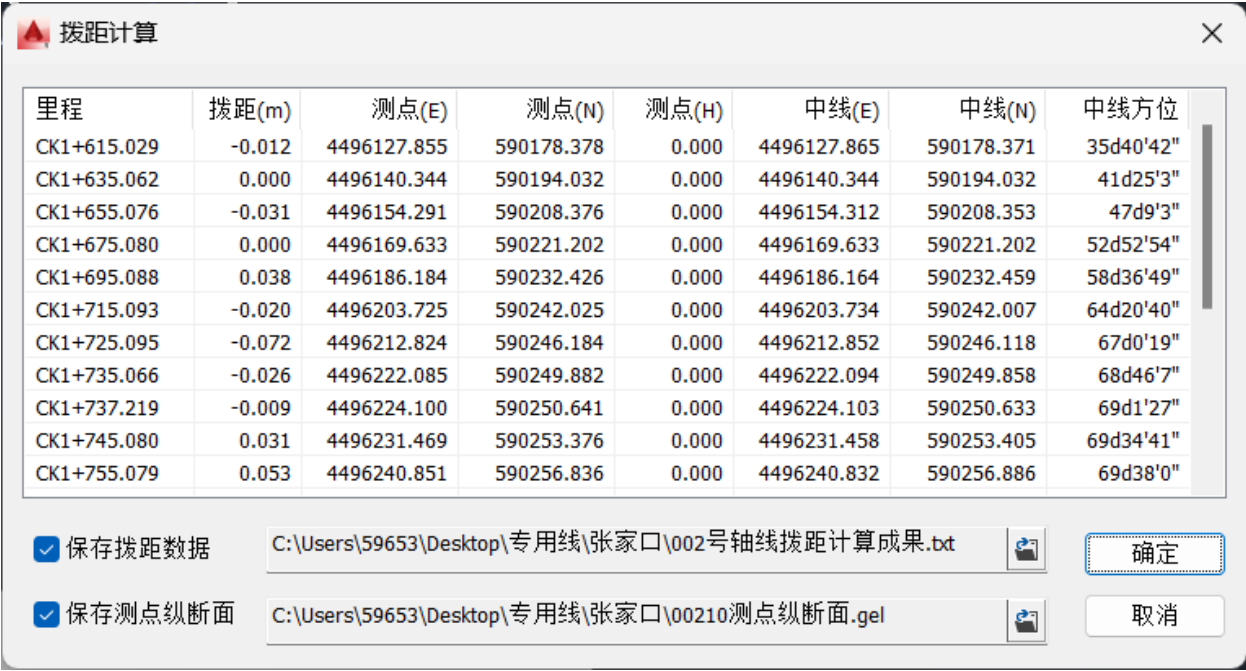 拨距计算
里程 拨距(m) 测点(E) 测点(N) 测点(H) 中线(E) 中线(N) 中线方位
CK1+615.029 -0.012 4496127.855 590178.378 0.000 4496127.865 590178.371 35d40'42"
CK1+635.062 0.000 4496140.344 590194.032 0.000 4496140.344 590194.032 41d25'3"
CK1+655.076 -0.031 4496154.291 590208.376 0.000 4496154.312 590208.353 47d9'3"
CK1+675.080 0.000 4496169.633 590221.202 0.000 4496169.633 590221.202 52d52'54"
CK1+695.088 0.038 4496186.184 590232.426 0.000 4496186.164 590232.459 58d36'49"
CK1+715.093 -0.020 4496203.725 590242.025 0.000 4496203.734 590242.007 64d20'40"
CK1+725.095 -0.072 4496212.824 590246.184 0.000 4496212.852 590246.118 67d0'19"
CK1+735.066 -0.026 4496222.085 590249.882 0.000 4496222.094 590249.858 68d46'7"
CK1+737.219 -0.009 4496224.100 590250.641 0.000 4496224.103 590250.633 69d1'27"
CK1+745.080 0.031 4496231.469 590253.376 0.000 4496231.458 590253.405 69d34'41"
CK1+755.079 0.053 4496240.851 590256.836 0.000 4496240.832 590256.886 69d38'0"
保存拨距数据 C:\Users\59653\Desktop\专用线\张家口\002号轴线拨距计算成果.txt 确定
保存测点纵断面 C:\Users\59653\Desktop\专用线\张家口\00210测点纵断面.gel 取消